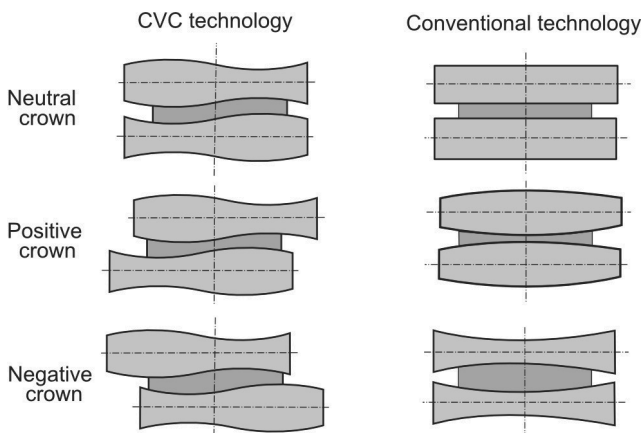 CVC technology
Conventional technology
Neutral
crown
Positive
crown
Negative
crown